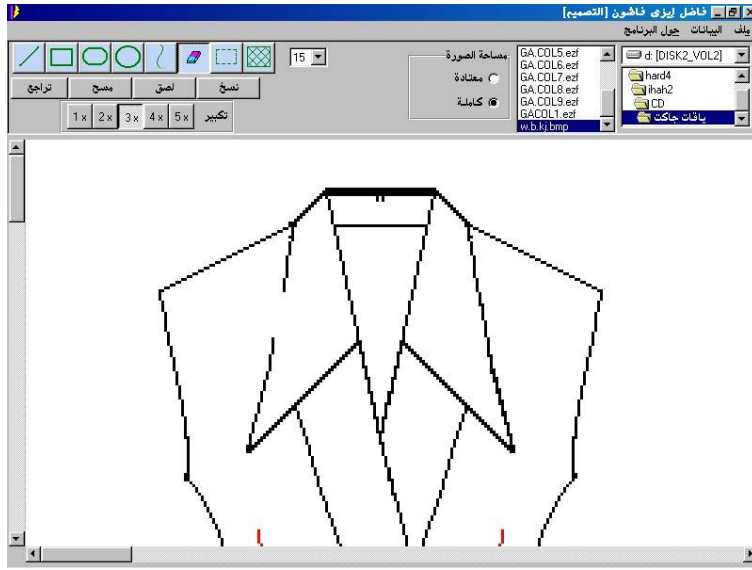 فاضل إيزى فاشون [التصميم]
ملف البيانات حول البرنامج
15
مساحة الصورة
معتادة
كاملة
GA.COL5.ezf
GA.COL6.ezf
GA.COL7.ezf
GA.COL8.ezf
GA.COL9.ezf
GACOL1.ezf
w.b.kj.bmp
d: [DISK2_VOL2]
hard4
ihah2
CD
ياقات جاكت
نسخ لصق مسح تراجع
تكبير 1x 2x 3x 4x 5x